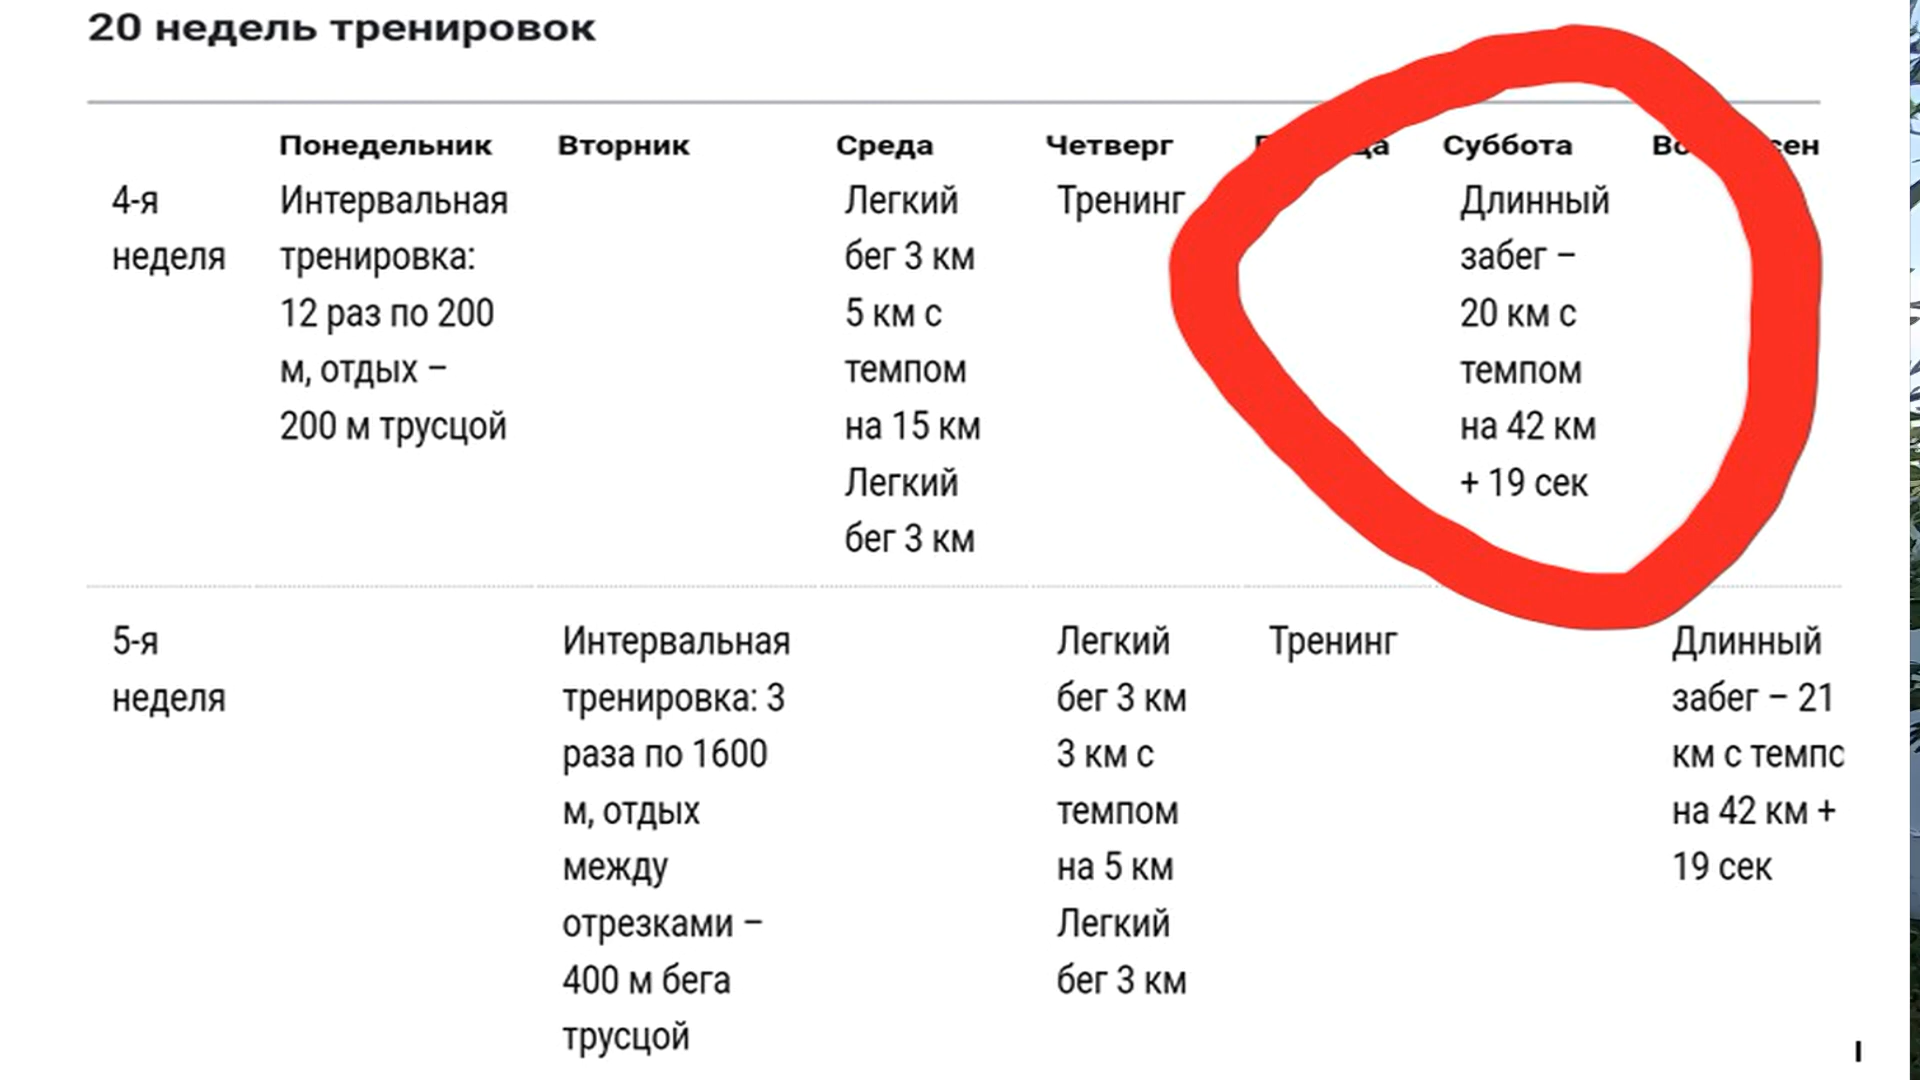 20 недель тренировок
Понедельник Вторник Среда Четверг Суббота
4-я неделя
Интервальная
тренировка:
12 раз по 200
м, отдых –
200 м трусцой
Легкий
бег 3 км
5 км с
темпом
на 15 км
Легкий
бег 3 км
Тренинг
Длинный
забег –
20 км с
темпом
на 42 км
+ 19 сек
5-я неделя
Интервальная
тренировка: 3
раза по 1600
м, отдых
между
отрезками –
400 м бега
трусцой
Легкий
бег 3 км
3 км с
темпом
на 5 км
Легкий
бег 3 км
Тренинг
Длинный
забег – 21
км с темпо
на 42 км +
19 сек